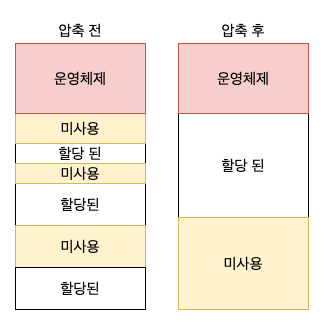 압축 전
운영체제
미사용
할당 된
미사용
할당된
미사용
할당된
압축 후
운영체제
할당 된
미사용